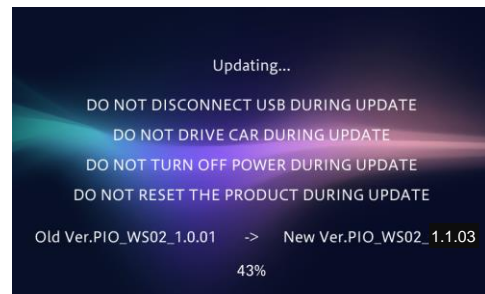 Updating...
DO NOT DISCONNECT USB DURING UPDATE
DO NOT DRIVE CAR DURING UPDATE
DO NOT TURN OFF POWER DURING UPDATE
DO NOT RESET THE PRODUCT DURING UPDATE
Old Ver.PIO_WS02_1.0.01 -> New Ver.PIO_WS02_1.1.03
43%